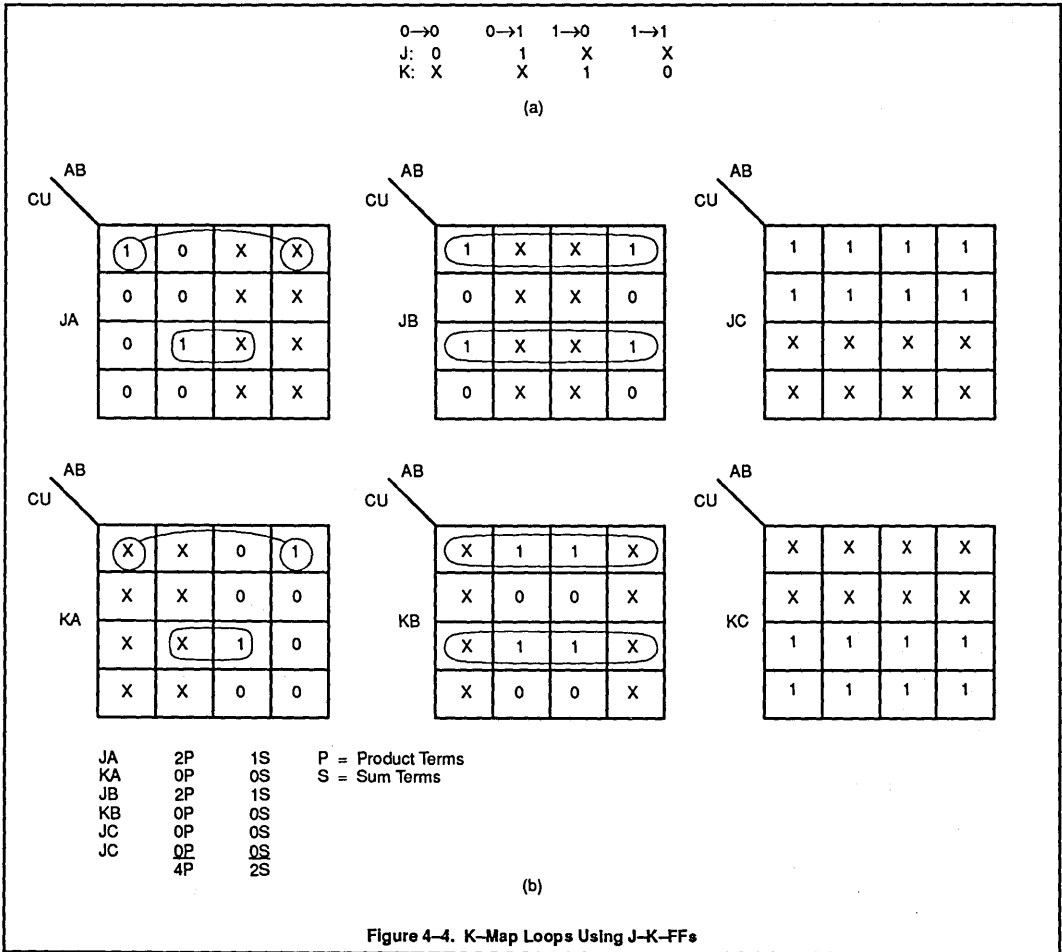 0→0 0→1 1→0 1→1
J: 0 1 X X
K: X X 1 0
(a)
AB AB AB
CU CU CU
1 0 X X 1 X X 1 1 1 1 1
0 0 X X 0 X X 0 1 1 1 1
JA JB JC
0 1 X X 1 X X 1 X X X X
0 0 X X 0 X X 0 X X X X
AB AB AB
CU CU CU
X X 0 1 X 1 1 X X X X X
X X 0 0 X 0 0 X X X X X
KA KB KC
X X 1 0 X 1 1 X 1 1 1 1
X X 0 0 X 0 0 X 1 1 1 1
JA 2P 1S P = Product Terms
KA 0P 0S S = Sum Terms
JB 2P 1S
KB 0P 0S
JC 0P 0S
JC 0P 0S
4P 2S
(b)
Figure 4–4. K–Map Loops Using J–K–FFs